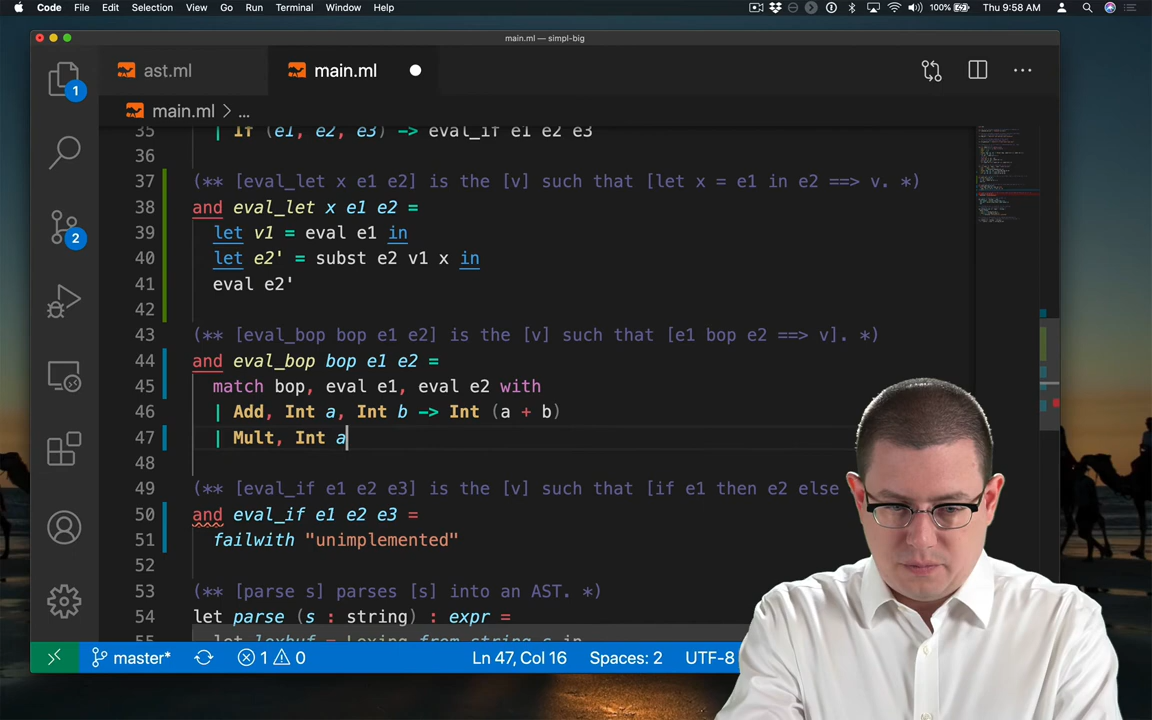 Code File Edit Selection View Go Run Terminal Window Help 100% Thu 9:58 AM
main.ml — simpl-big
ast.ml main.ml
main.ml > ...
35 | If (e1, e2, e3) -> eval_if e1 e2 e3
36
37 (** [eval_let x e1 e2] is the [v] such that [let x = e1 in e2 ==> v. *)
38 and eval_let x e1 e2 =
39 let v1 = eval e1 in
40 let e2' = subst e2 v1 x in
41 eval e2'
42
43 (** [eval_bop bop e1 e2] is the [v] such that [e1 bop e2 ==> v]. *)
44 and eval_bop bop e1 e2 =
45 match bop, eval e1, eval e2 with
46 | Add, Int a, Int b -> Int (a + b)
47 | Mult, Int a
48
49 (** [eval_if e1 e2 e3] is the [v] such that [if e1 then e2 else
50 and eval_if e1 e2 e3 =
51 failwith "unimplemented"
52
53 (** [parse s] parses [s] into an AST. *)
54 let parse (s : string) : expr =
55 let lexbuf = Lexing.from_string s in
1
2
master* 1 0 Ln 47, Col 16 Spaces: 2 UTF-8